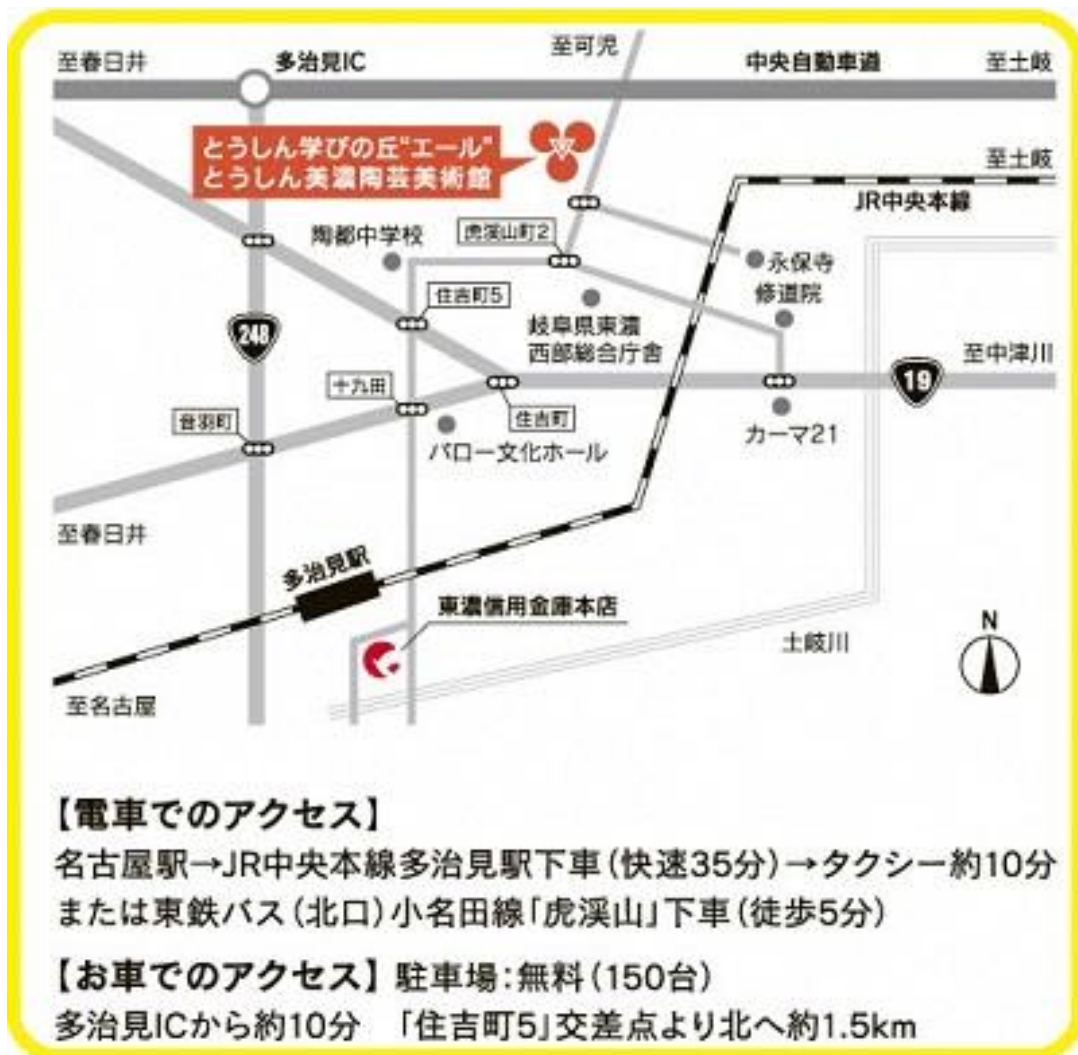 至春日井
多治見IC
至可児
中央自動車道
至土岐
とうしん学びの丘"エール"
とうしん美濃陶芸美術館
至土岐
JR中央本線
陶都中学校
虎渓山町2
永保寺
修道院
住吉町5
248
岐阜県東濃
西部総合庁舎
至中津川
19
十九田
住吉町
音羽町
バロー文化ホール
カーマ21
至春日井
多治見駅
東濃信用金庫本店
土岐川
N
至名古屋
【電車でのアクセス】
名古屋駅→JR中央本線多治見駅下車(快速35分)→タクシー約10分
または東鉄バス(北口)小名田線「虎渓山」下車(徒歩5分)
【お車でのアクセス】 駐車場:無料(150台)
多治見ICから約10分 「住吉町5」交差点より北へ約1.5km